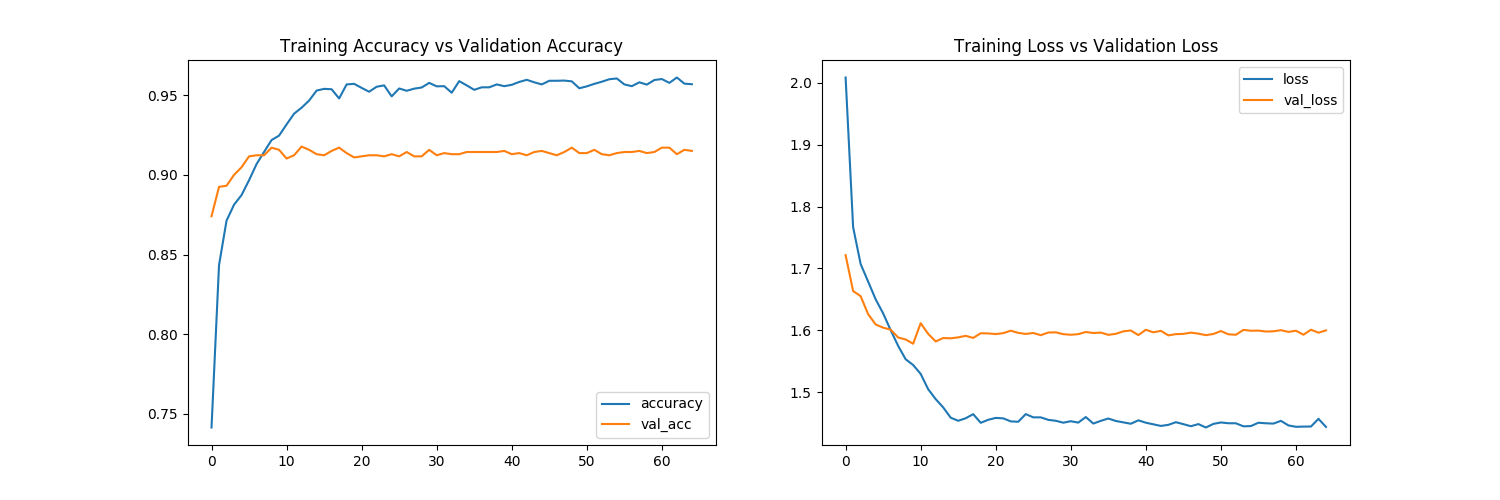 Training Accuracy vs Validation Accuracy
0.95
0.90
0.85
0.80
0.75
0 10 20 30 40 50 60
accuracy
val_acc
Training Loss vs Validation Loss
2.0
1.9
1.8
1.7
1.6
1.5
0 10 20 30 40 50 60
loss
val_loss